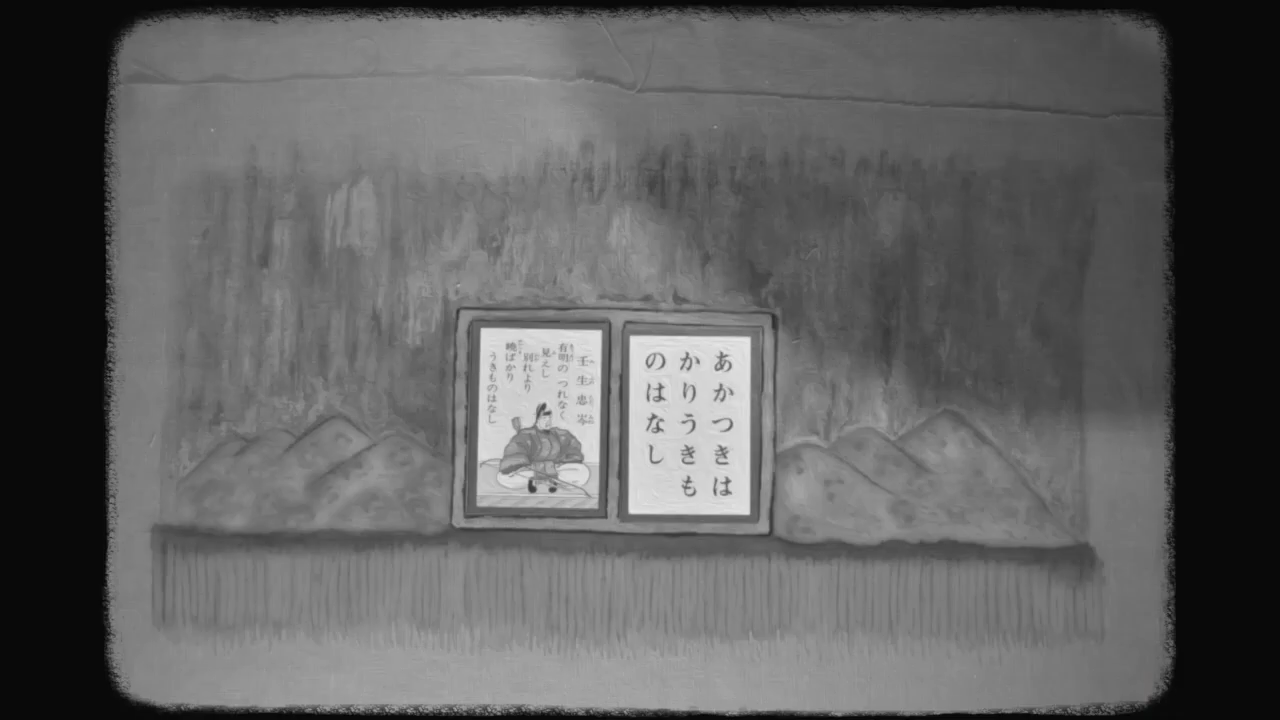 壬生忠岑
有明の つれなく
見えし
別れより
曉ばかり
うきものはなし
あかつきは
かりうきも
のはなし